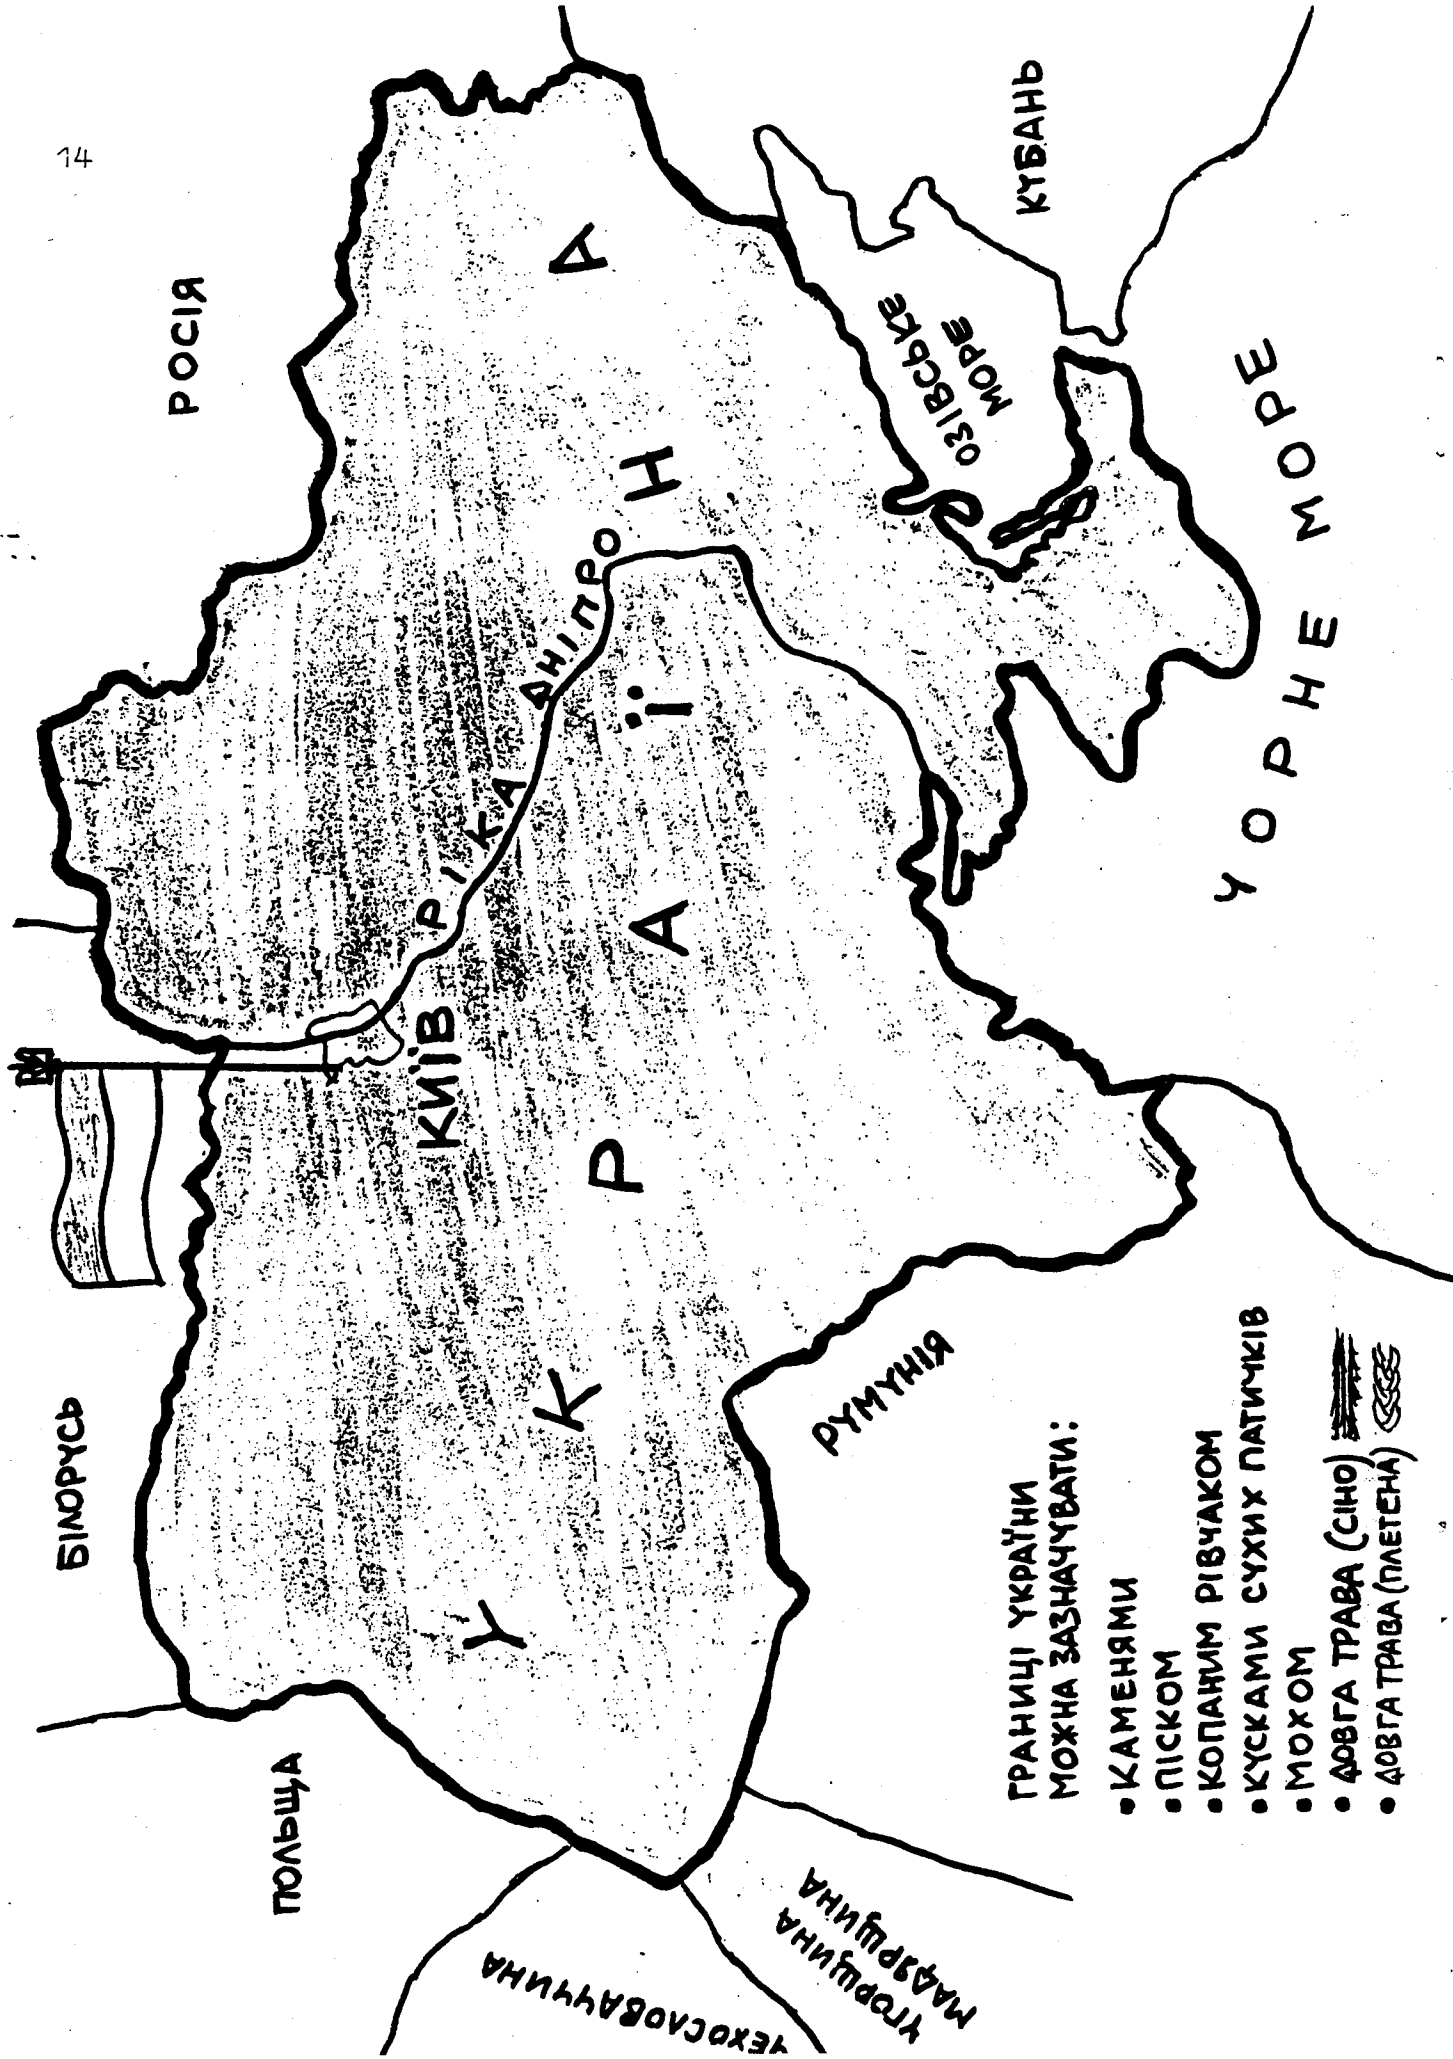 14
РОСІЯ
БІЛОРУСЬ
ПОЛЬЩА
ЧЕХОСЛОВАЧЧИНА
УГОРЩИНА
МАДЯРЩИНА
РУМУНІЯ
КУБАНЬ
ОЗІВСЬКЕ
МОРЕ
ЧОРНЕ МОРЕ
КИЇВ
РІКА ДНІПРО
УКРАЇНА
ГРАНИЦІ УКРАЇНИ
МОЖНА ЗАЗНАЧУВАТИ:
• КАМЕНЯМИ
• ПІСКОМ
• КОПАНИМ РІВЧАКОМ
• КУСКАМИ СУХИХ ПАТИЧКІВ
• МОХОМ
• ДОВГА ТРАВА (СІНО)
• ДОВГА ТРАВА (ПЛЕТЕНА)